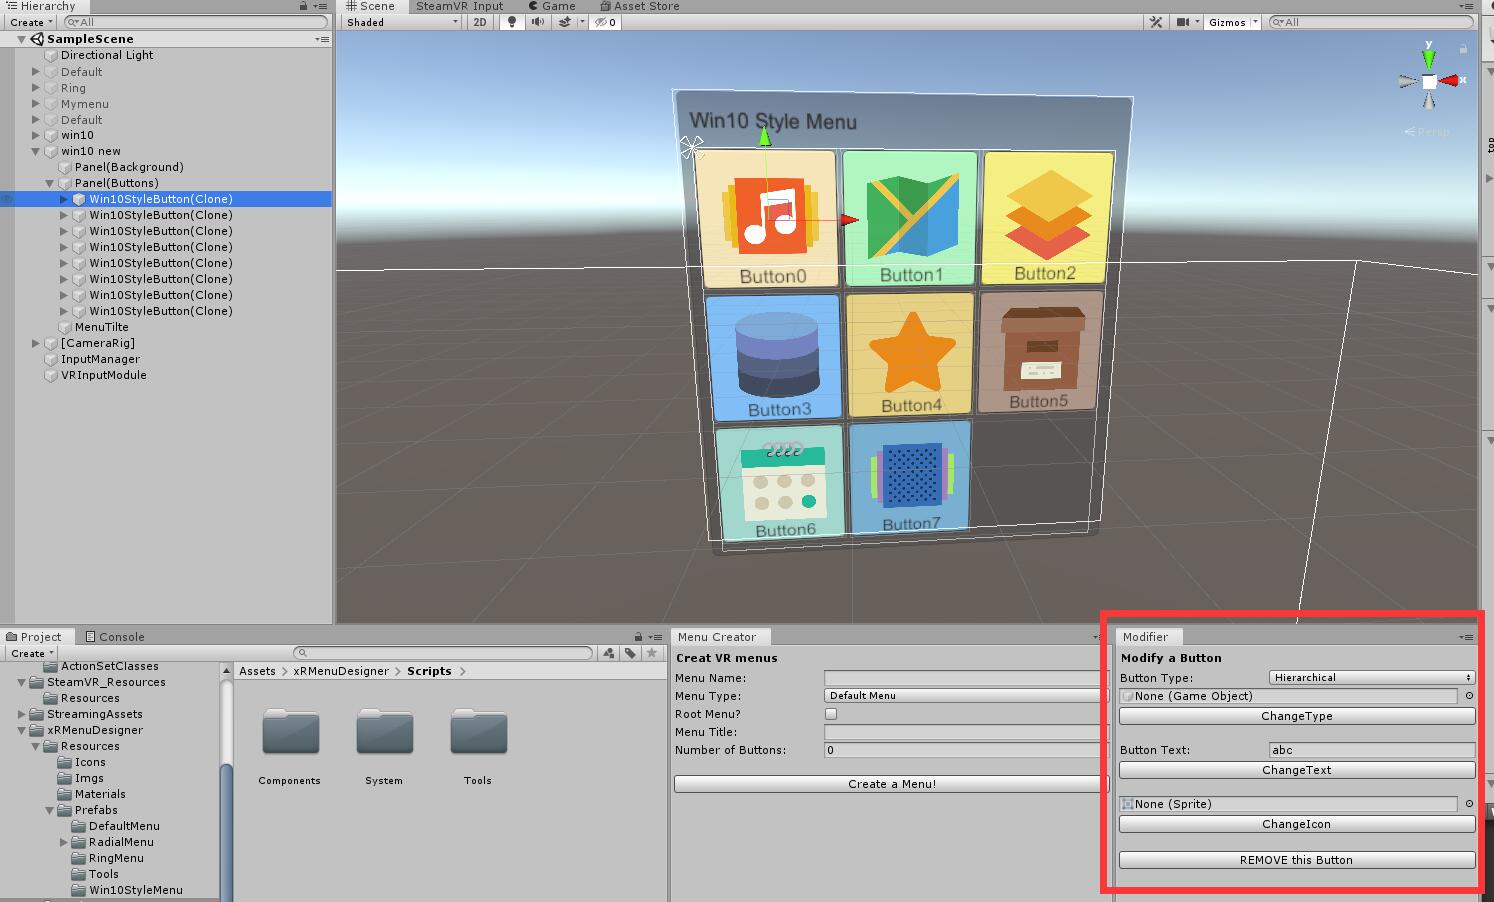 Hierarchy
Create
All
SampleScene
Directional Light
Default
Ring
Mymenu
Default
win10
win10 new
Panel(Background)
Panel(Buttons)
Win10StyleButton(Clone)
Win10StyleButton(Clone)
Win10StyleButton(Clone)
Win10StyleButton(Clone)
Win10StyleButton(Clone)
Win10StyleButton(Clone)
Win10StyleButton(Clone)
Win10StyleButton(Clone)
MenuTilte
[CameraRig]
InputManager
VRInputModule
Scene
SteamVR Input
Game
Asset Store
Shaded
2D
0
Gizmos
All
y
x
Persp
Win10 Style Menu
Button0
Button1
Button2
Button3
Button4
Button5
Button6
Button7
top
Project
Console
Create
ActionSetClasses
SteamVR_Resources
Resources
StreamingAssets
xRMenuDesigner
Resources
Icons
Imgs
Materials
Prefabs
DefaultMenu
RadialMenu
RingMenu
Tools
Win10StyleMenu
Assets > xRMenuDesigner > Scripts >
Components
System
Tools
Menu Creator
Creat VR menus
Menu Name:
Menu Type: Default Menu
Root Menu?
Menu Title:
Number of Buttons: 0
Create a Menu!
Modifier
Modify a Button
Button Type: Hierarchical
None (Game Object)
ChangeType
Button Text: abc
ChangeText
None (Sprite)
ChangeIcon
REMOVE this Button